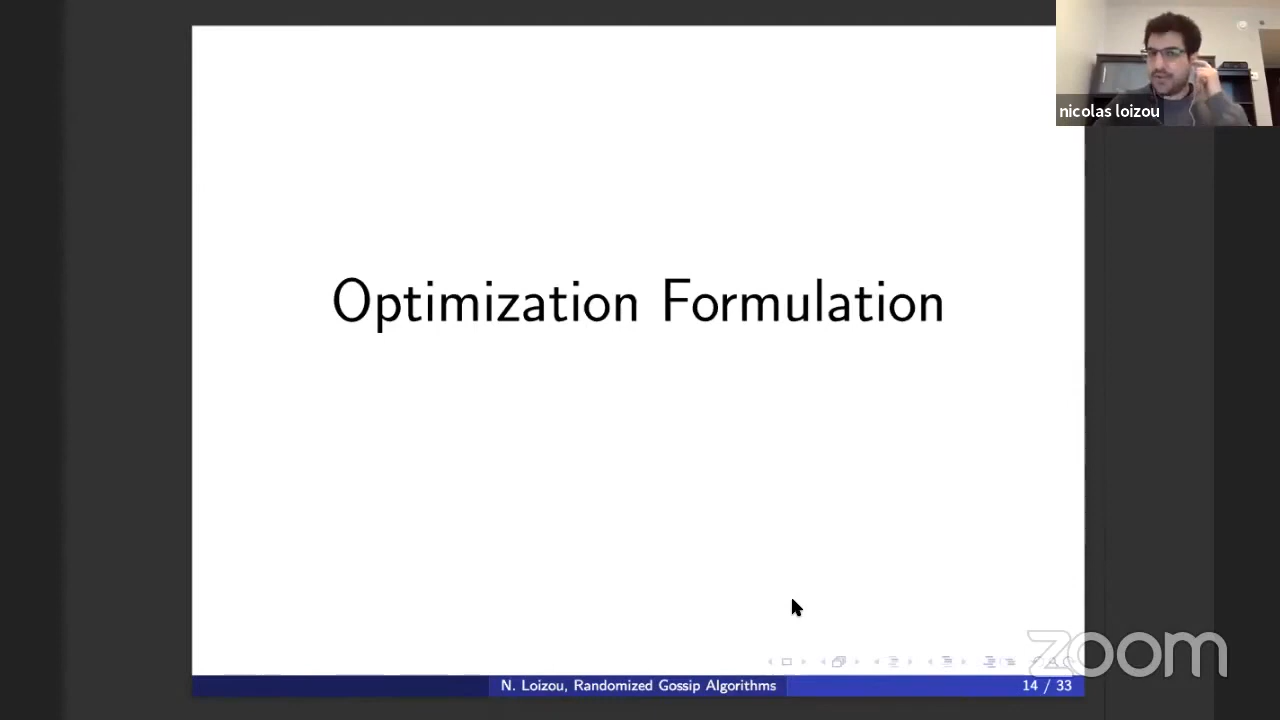 nicolas loizou
Optimization Formulation
zoom
N. Loizou, Randomized Gossip Algorithms
14 / 33